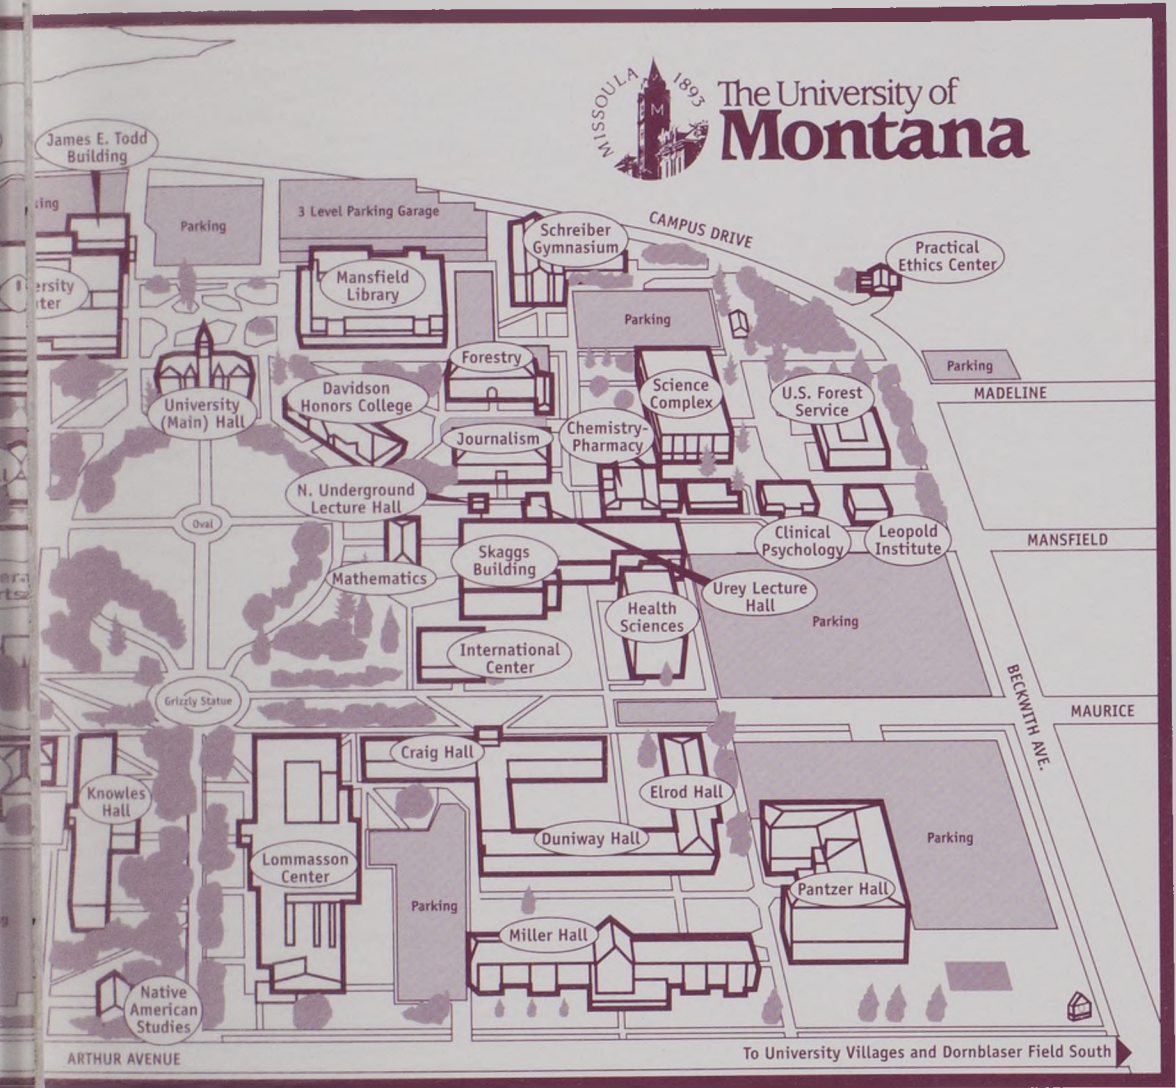 MISSOULA 1893
M
The University of
Montana
James E. Todd
Building
Parking
3 Level Parking Garage
Schreiber
Gymnasium
CAMPUS DRIVE
Practical
Ethics Center
Mansfield
Library
Parking
Forestry
Parking
MADELINE
University
(Main) Hall
Davidson
Honors College
Science
Complex
U.S. Forest
Service
Journalism
Chemistry-
Pharmacy
N. Underground
Lecture Hall
Oval
Clinical
Psychology
Leopold
Institute
MANSFIELD
Mathematics
Skaggs
Building
Urey Lecture
Hall
Health
Sciences
Parking
International
Center
Grizzly Statue
BECKWITH AVE.
MAURICE
Craig Hall
Knowles
Hall
Elrod Hall
Duniway Hall
Parking
Lommasson
Center
Pantzer Hall
Parking
Miller Hall
Native
American
Studies
ARTHUR AVENUE
To University Villages and Dornblaser Field South